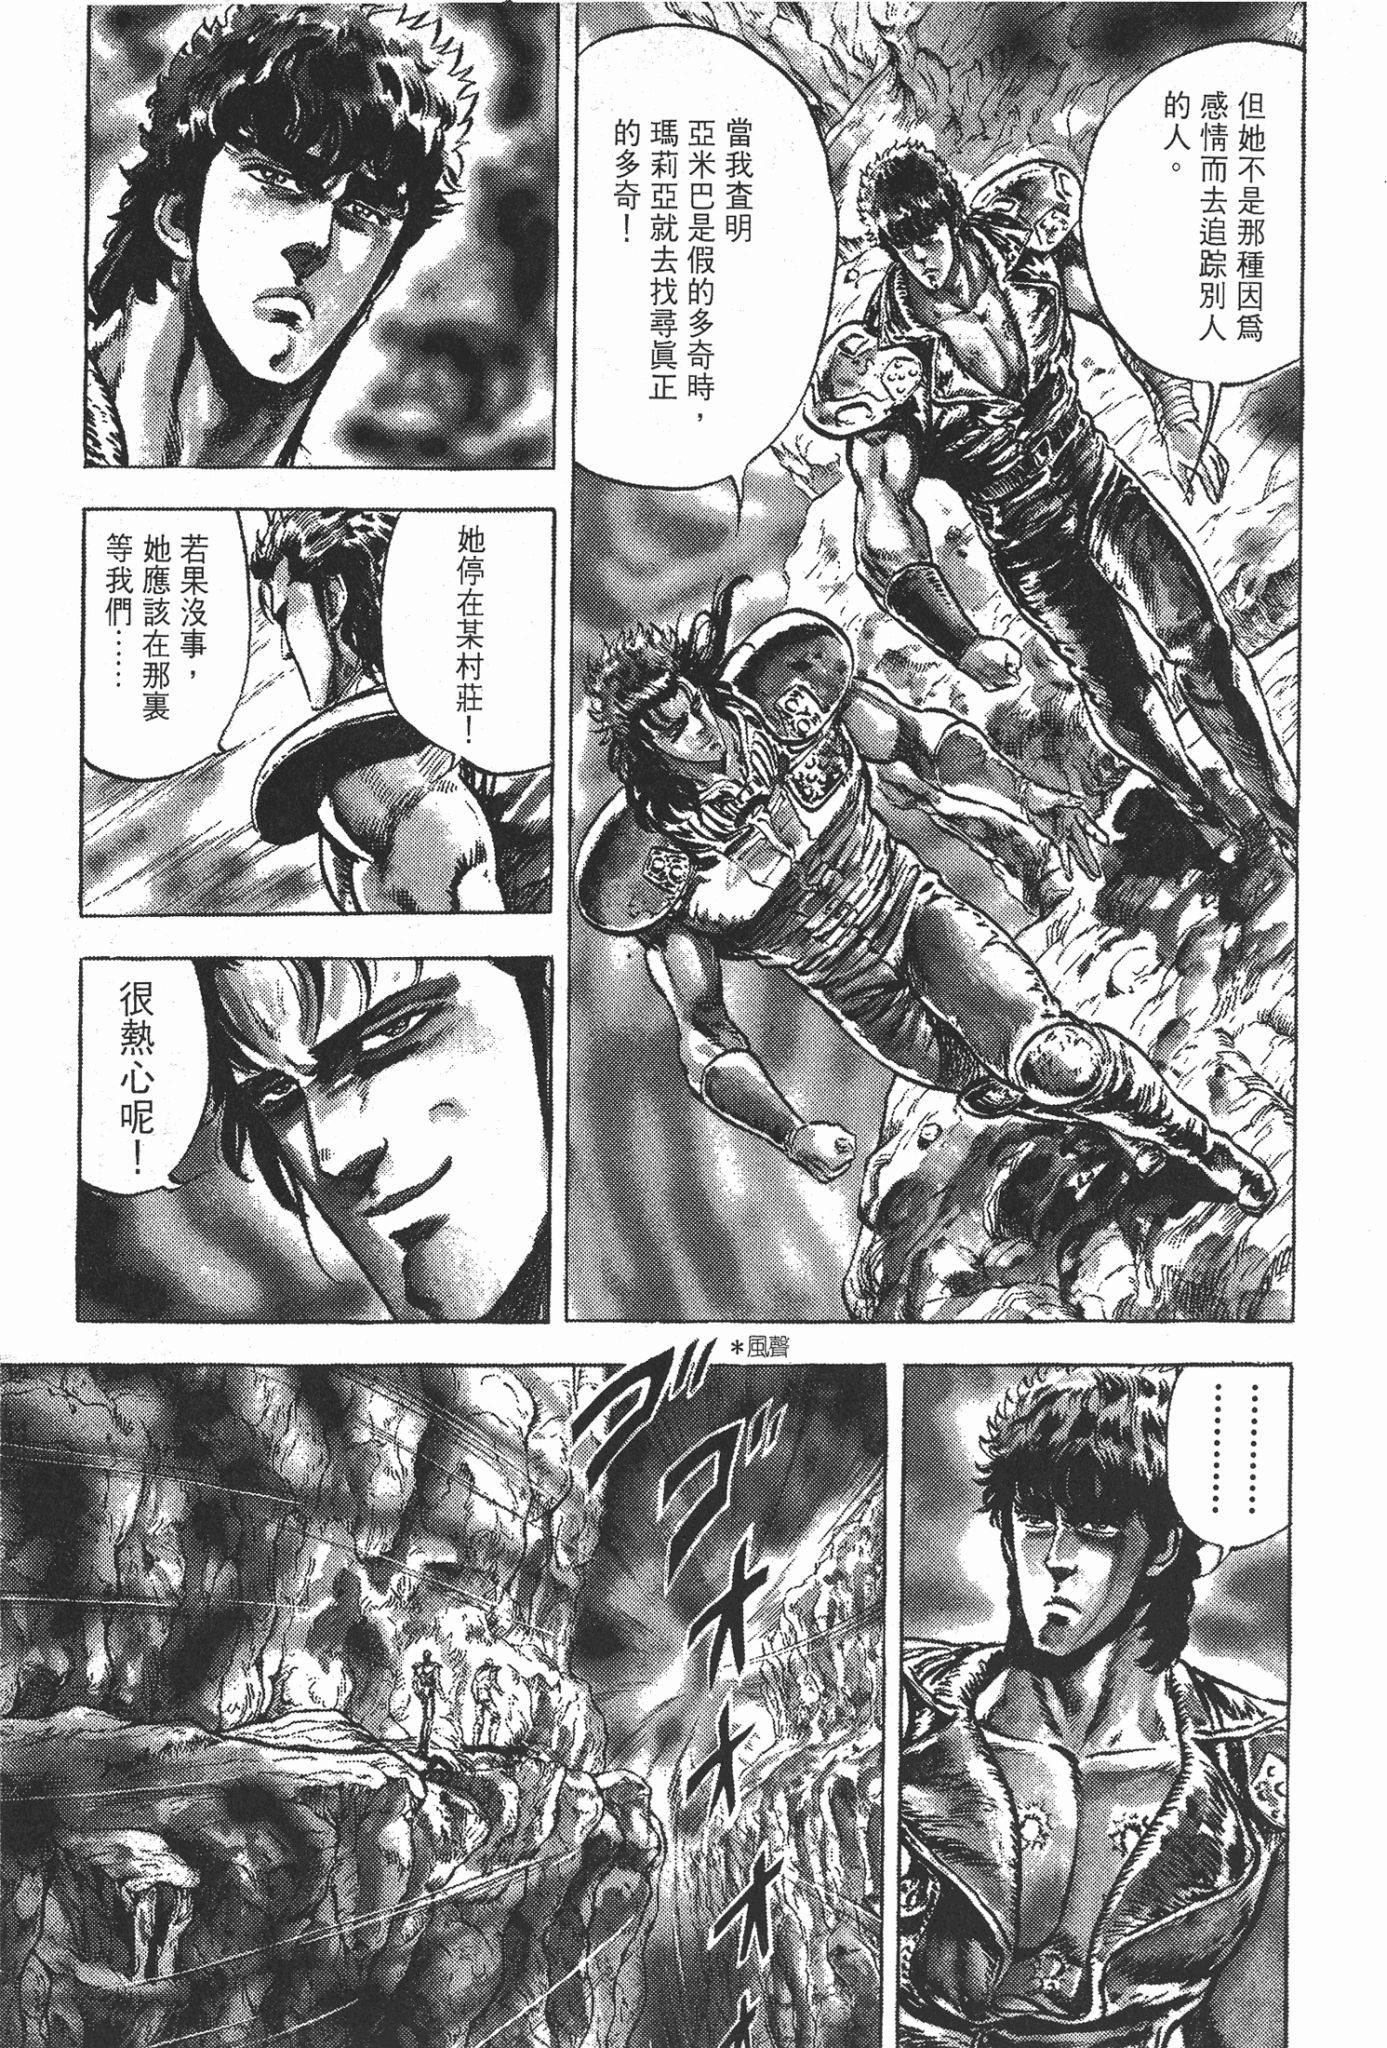 但她不是那種因爲
感情而去追踪別人
的人。
當我査明
亞米巴是假的多奇時，
瑪莉亞就去找尋眞正
的多奇！
她停在某村莊！
若果沒事，
她應該在那裏
等我們……
很熱心呢！
…………
…………
＊風聲
ゴゴオオオオ